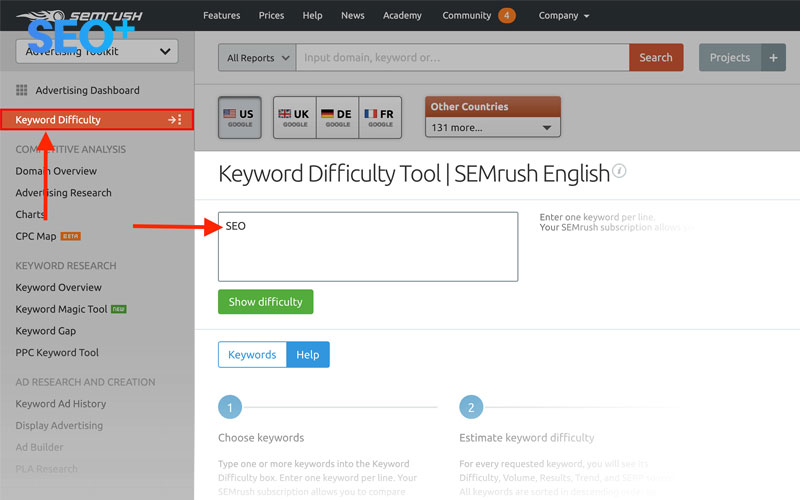 SEMRUSH
Features Prices Help News Academy Community 4 Company
SEO+
Advertising Toolkit
All Reports Input domain, keyword or... Search Projects +
Advertising Dashboard
Keyword Difficulty
US GOOGLE
UK GOOGLE
DE GOOGLE
FR GOOGLE
Other Countries
131 more...
COMPETITIVE ANALYSIS
Domain Overview
Advertising Research
Charts
CPC Map BETA
KEYWORD RESEARCH
Keyword Overview
Keyword Magic Tool NEW
Keyword Gap
PPC Keyword Tool
AD RESEARCH AND CREATION
Keyword Ad History
Display Advertising
Ad Builder
PLA Research
Keyword Difficulty Tool | SEMrush English i
SEO
Enter one keyword per line.
Your SEMrush subscription allows
Show difficulty
Keywords Help
1
Choose keywords
Type one or more keywords into the Keyword
Difficulty box. Enter one keyword per line. Your
SEMrush subscription allows you to compare
2
Estimate keyword difficulty
For every requested keyword, you will see its
Difficulty, Volume, Results, Trend, and SERP
All keywords are sorted in descending order